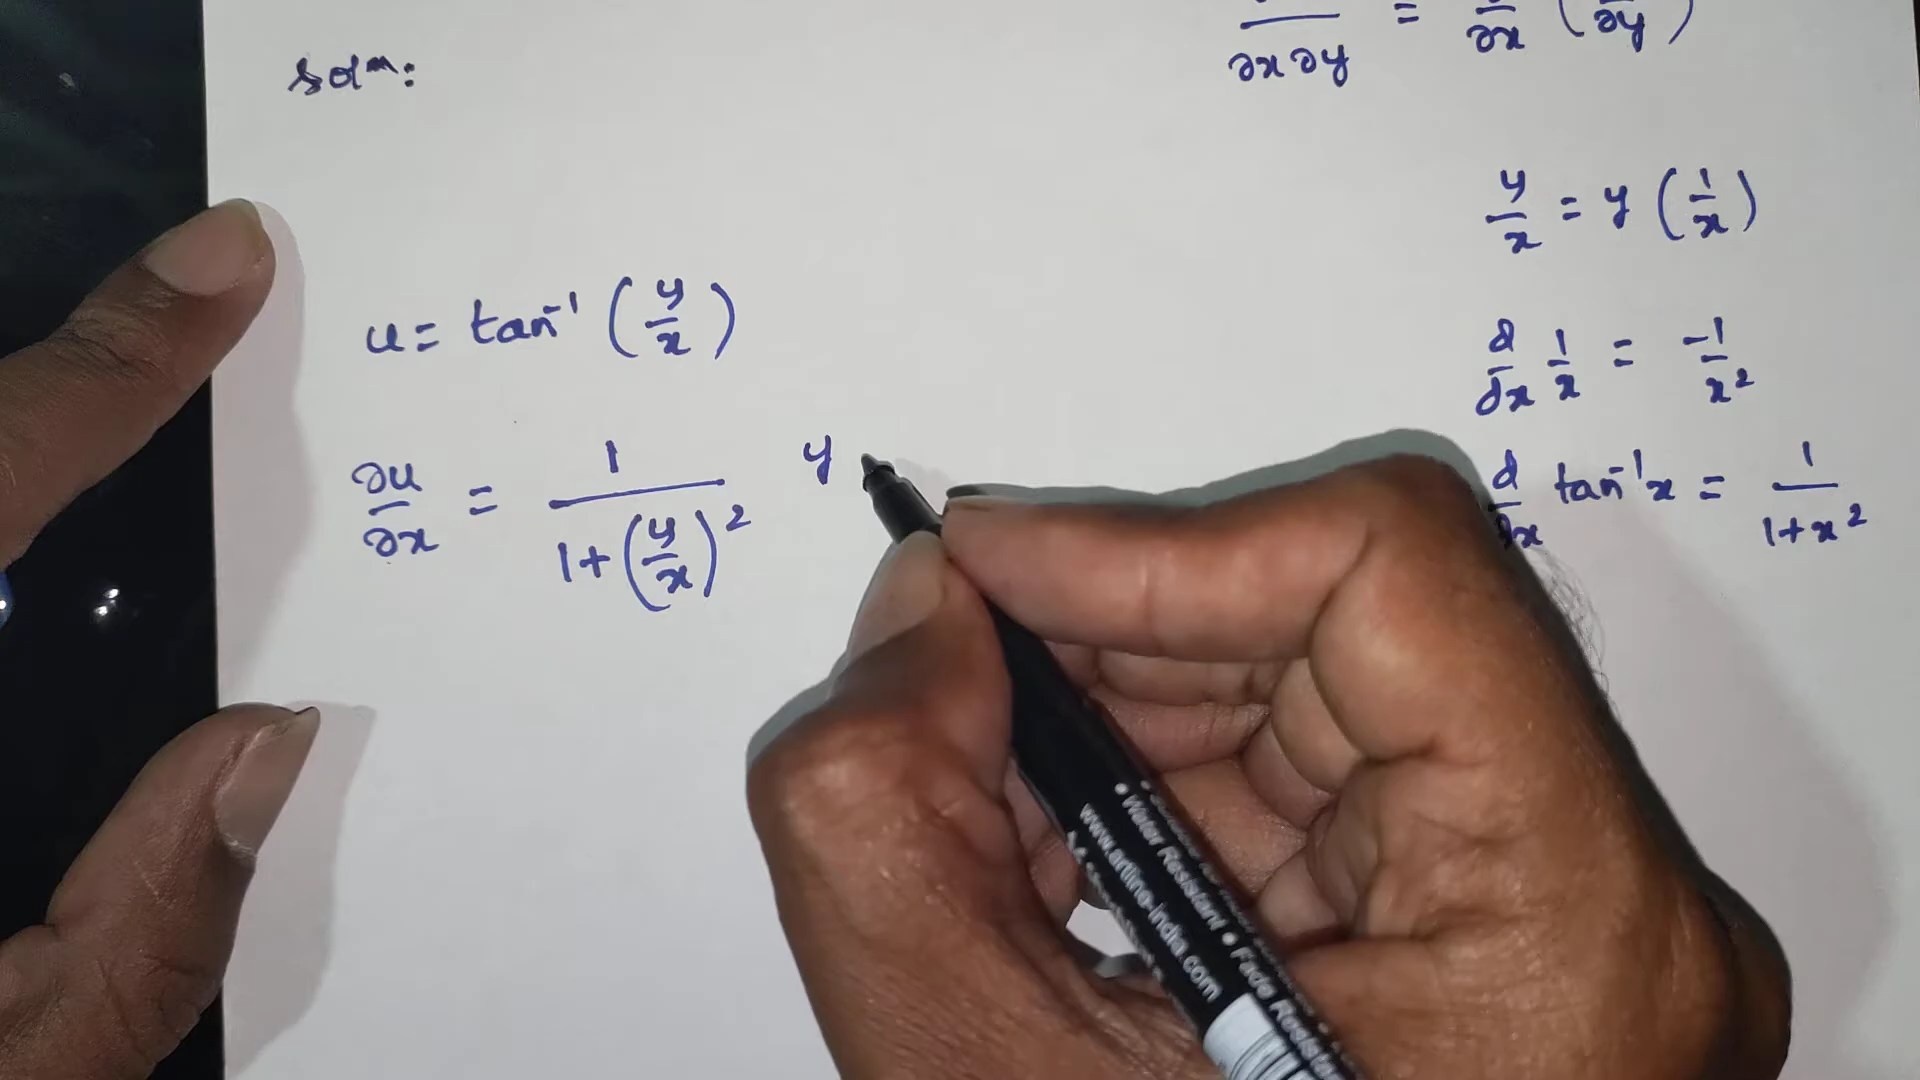 ∂x∂y = ∂x ( ∂y )
Soln:
y/x = y (1/x)
u = tan⁻¹ (y/x)
d/dx 1/x = -1/x²
∂u/∂x = 1/(1+(y/x)²) y
d/dx tan⁻¹x = 1/(1+x²)
• Water Resistant • Fade Resistant
www.artline-india.com